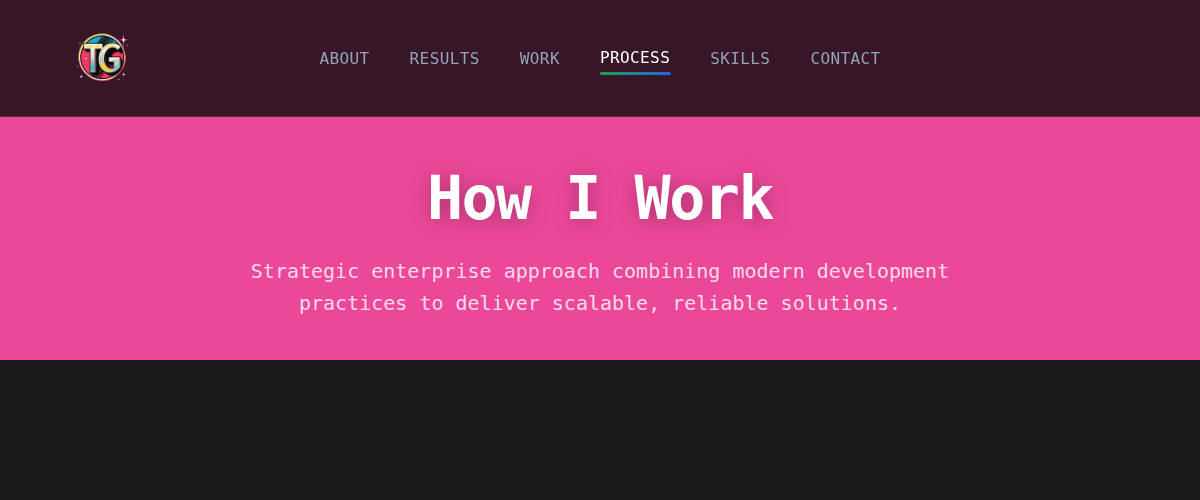 TG
ABOUT RESULTS WORK PROCESS SKILLS CONTACT
How I Work
Strategic enterprise approach combining modern development
practices to deliver scalable, reliable solutions.